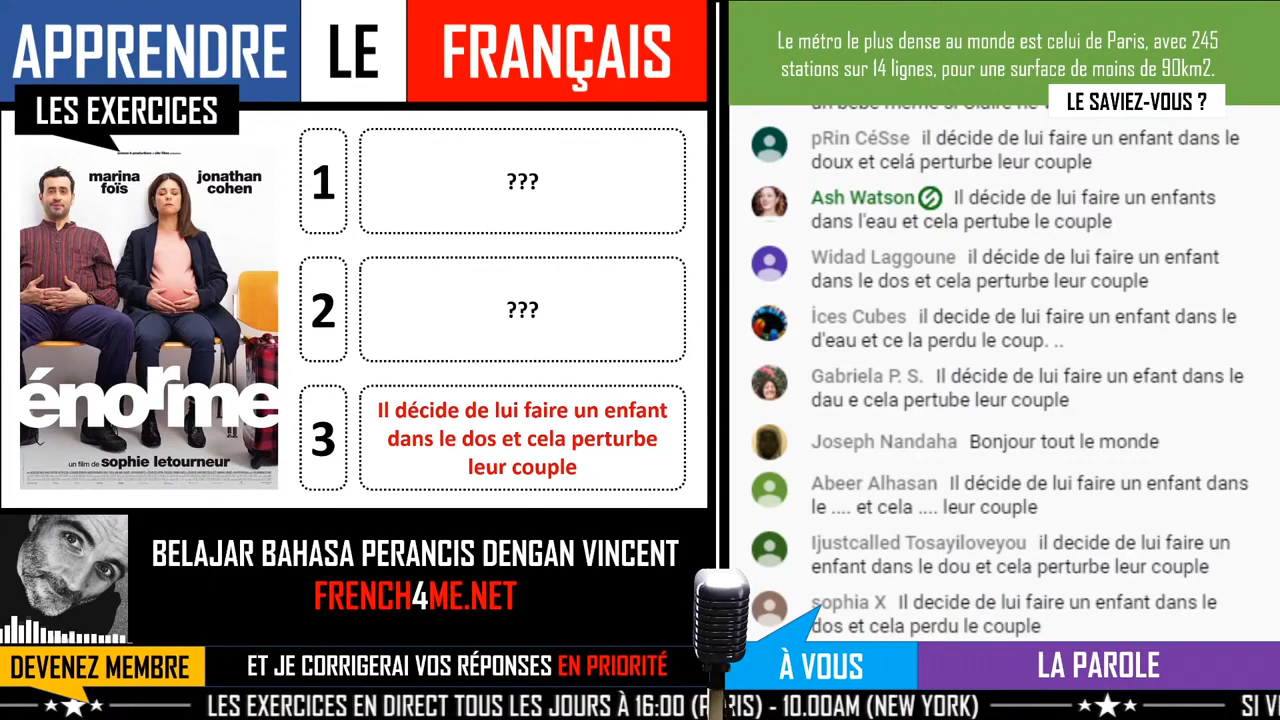 APPRENDRE LE FRANÇAIS
LES EXERCICES
marina foïs
jonathan cohen
énorme
un film de sophie letourneur
1
???
2
???
3
Il décide de lui faire un enfant
dans le dos et cela perturbe
leur couple
BELAJAR BAHASA PERANCIS DENGAN VINCENT
FRENCH4ME.NET
DEVENEZ MEMBRE
ET JE CORRIGERAI VOS RÉPONSES EN PRIORITÉ
Le métro le plus dense au monde est celui de Paris, avec 245
stations sur 14 lignes, pour une surface de moins de 90km2.
LE SAVIEZ-VOUS ?
pRin CéSse il décide de lui faire un enfant dans le
doux et celá perturbe leur couple
Ash Watson Il décide de lui faire un enfants
dans l'eau et cela pertube le couple
Widad Laggoune il décide de lui faire un enfant
dans le dos et cela perturbe leur couple
İces Cubes il decide de lui faire un enfant dans le
d'eau et ce la perdu le coup. ..
Gabriela P. S. Il décide de lui faire un efant dans le
dau e cela pertube leur couple
Joseph Nandaha Bonjour tout le monde
Abeer Alhasan Il décide de lui faire un enfant dans
le .... et cela .... leur couple
Ijustcalled Tosayiloveyou il décide de lui faire un
enfant dans le dou et cela perturbe leur couple
sophia X Il decide de lui faire un enfant dans le
dos et cela perdu le couple
À VOUS LA PAROLE
LES EXERCICES EN DIRECT TOUS LES JOURS À 16:00 (PARIS) - 10.00AM (NEW YORK) SI V